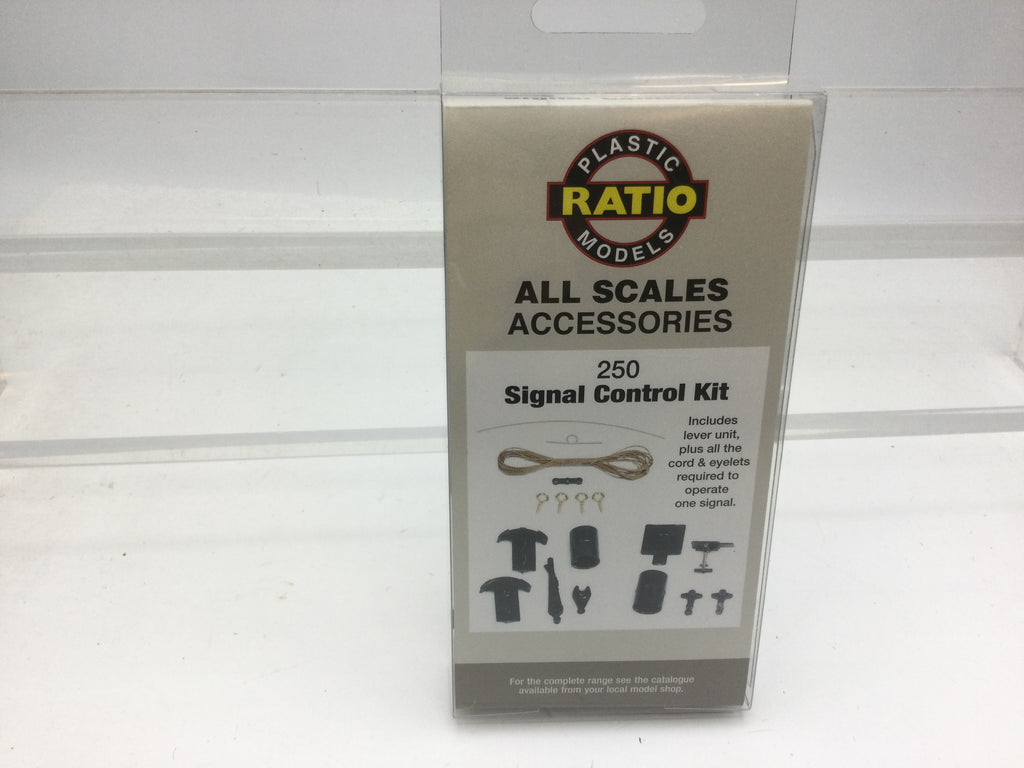 PLASTIC
RATIO
MODELS
ALL SCALES
ACCESSORIES
250
Signal Control Kit
Includes
lever unit,
plus all the
cord & eyelets
required to
operate
one signal.
For the complete range see the catalogue
available from your local model shop.